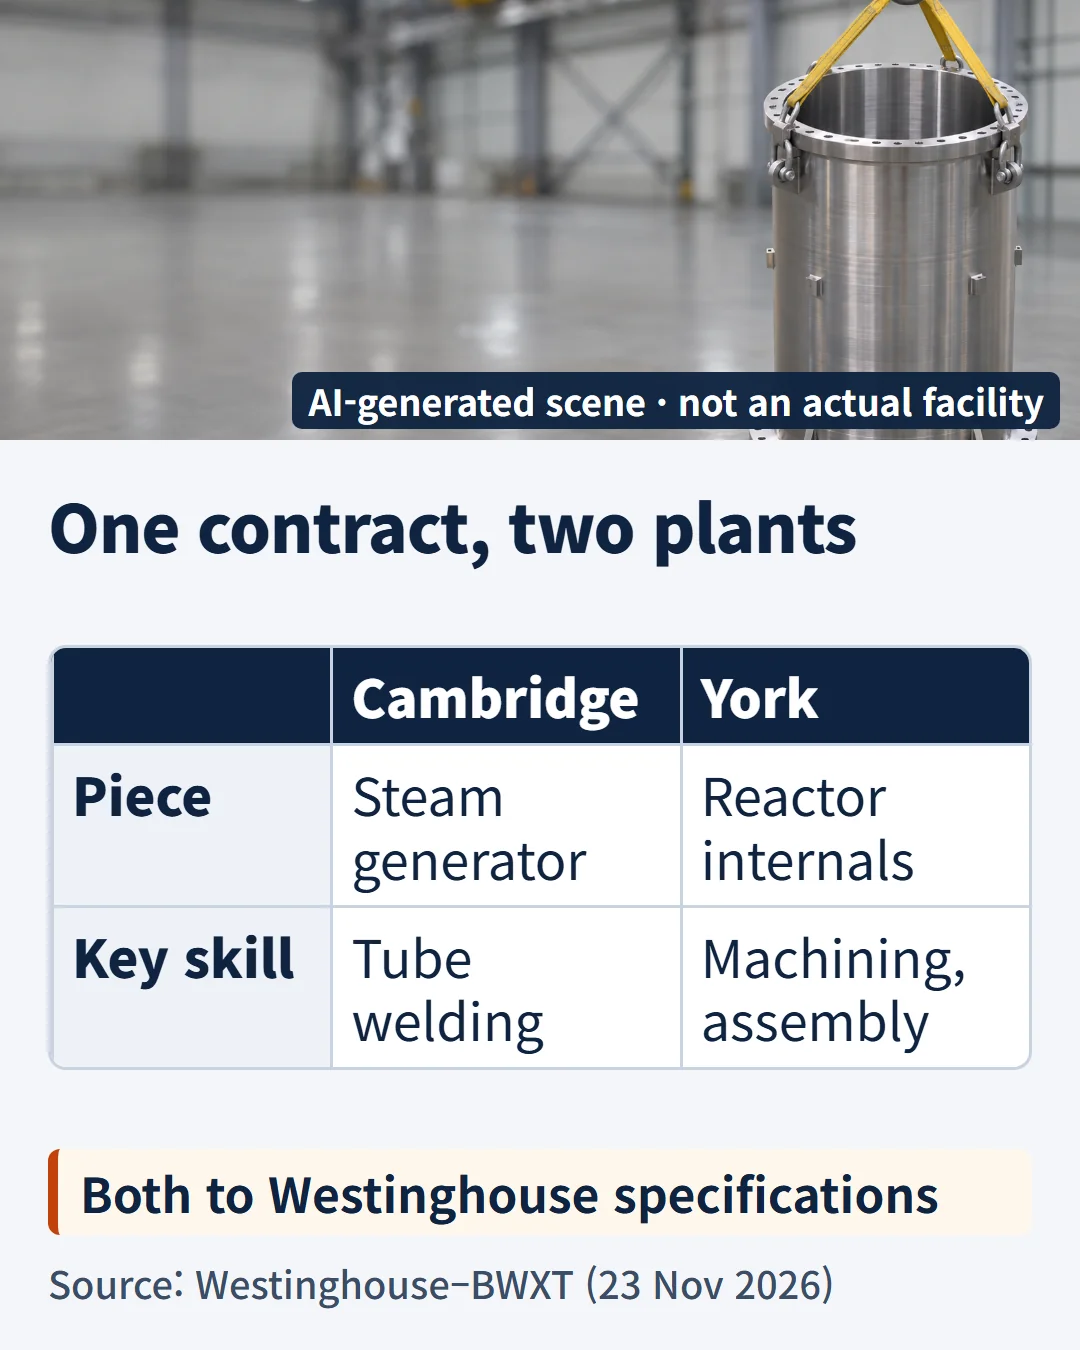 AI-generated scene · not an actual facility
One contract, two plants
Cambridge York
Piece Steam generator Reactor internals
Key skill Tube welding Machining, assembly
Both to Westinghouse specifications
Source: Westinghouse–BWXT (23 Nov 2026)